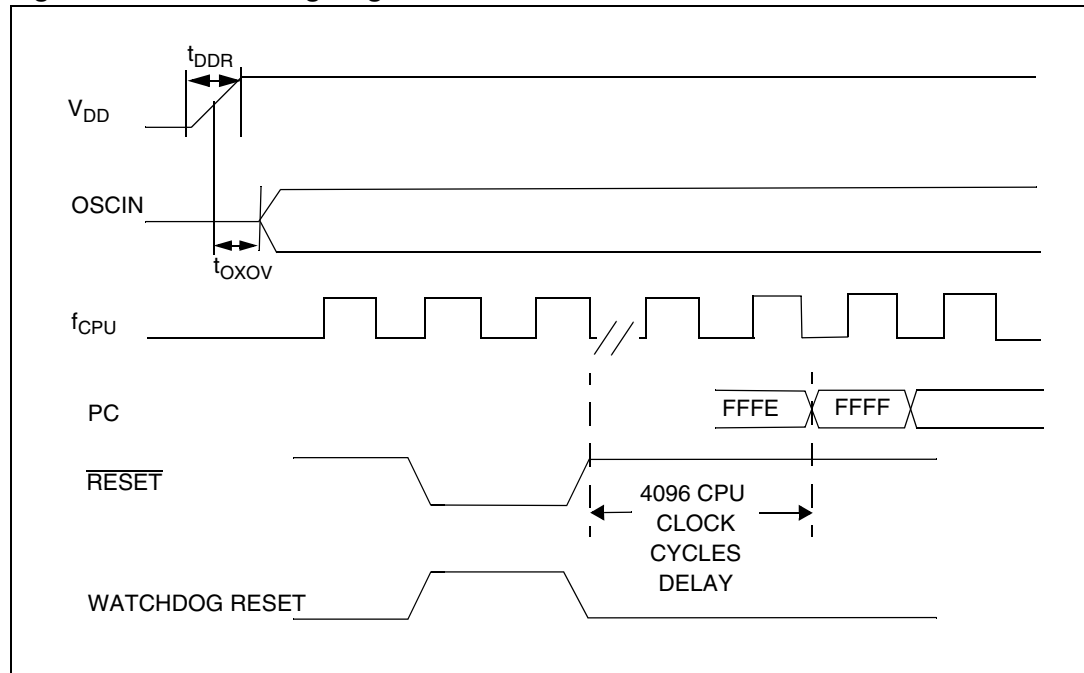 tDDR
VDD
OSCIN
tOXOV
fCPU
PC
FFFE
FFFF
RESET
4096 CPU
CLOCK
CYCLES
DELAY
WATCHDOG RESET